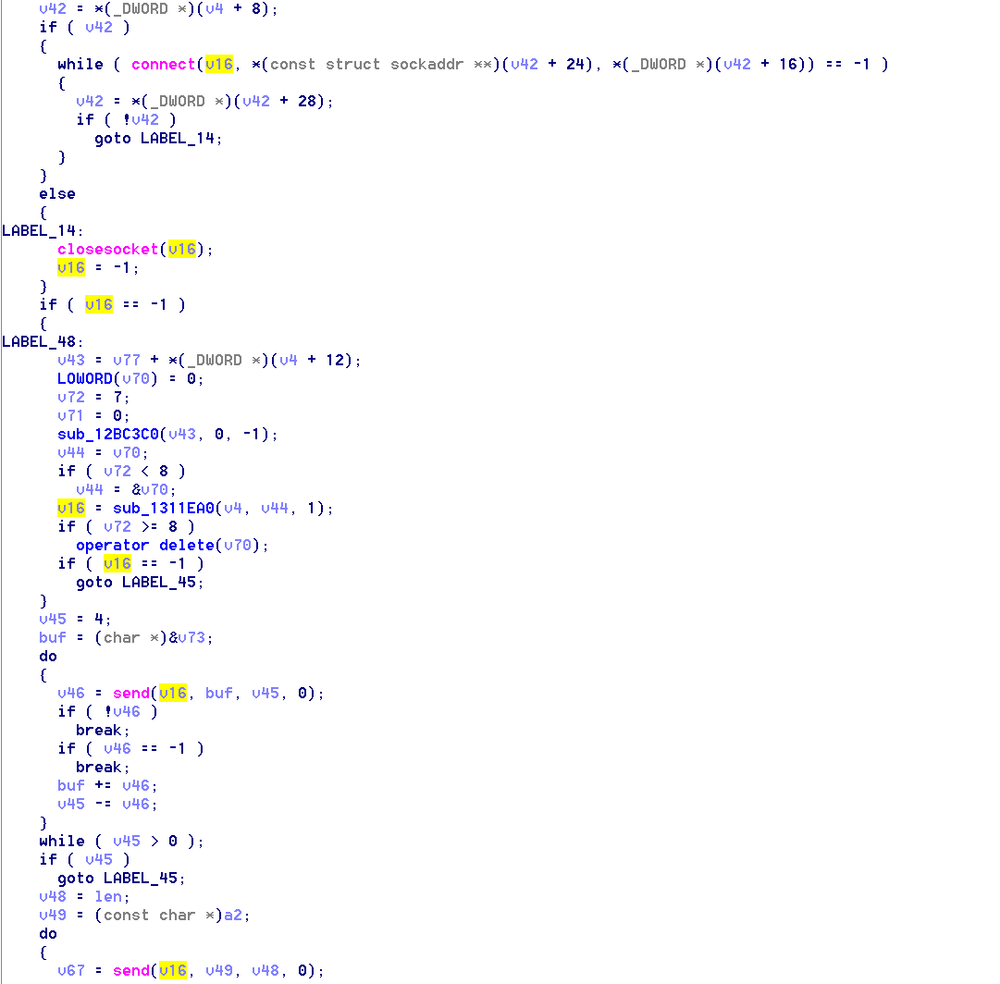 v42 = *(_DWORD *)(v4 + 8);
if ( v42 )
{
while ( connect(v16, *(const struct sockaddr **)(v42 + 24), *(_DWORD *)(v42 + 16)) == -1 )
{
v42 = *(_DWORD *)(v42 + 28);
if ( !v42 )
goto LABEL_14;
}
}
else
{
LABEL_14:
closesocket(v16);
v16 = -1;
}
if ( v16 == -1 )
{
LABEL_48:
v43 = v77 + *(_DWORD *)(v4 + 12);
LOWORD(v70) = 0;
v72 = 7;
v71 = 0;
sub_12BC3C0(v43, 0, -1);
v44 = v70;
if ( v72 < 8 )
v44 = &v70;
v16 = sub_1311EA0(v4, v44, 1);
if ( v72 >= 8 )
operator delete(v70);
if ( v16 == -1 )
goto LABEL_45;
}
v45 = 4;
buf = (char *)&v73;
do
{
v46 = send(v16, buf, v45, 0);
if ( !v46 )
break;
if ( v46 == -1 )
break;
buf += v46;
v45 -= v46;
}
while ( v45 > 0 );
if ( v45 )
goto LABEL_45;
v48 = len;
v49 = (const char *)a2;
do
{
v67 = send(v16, v49, v48, 0);